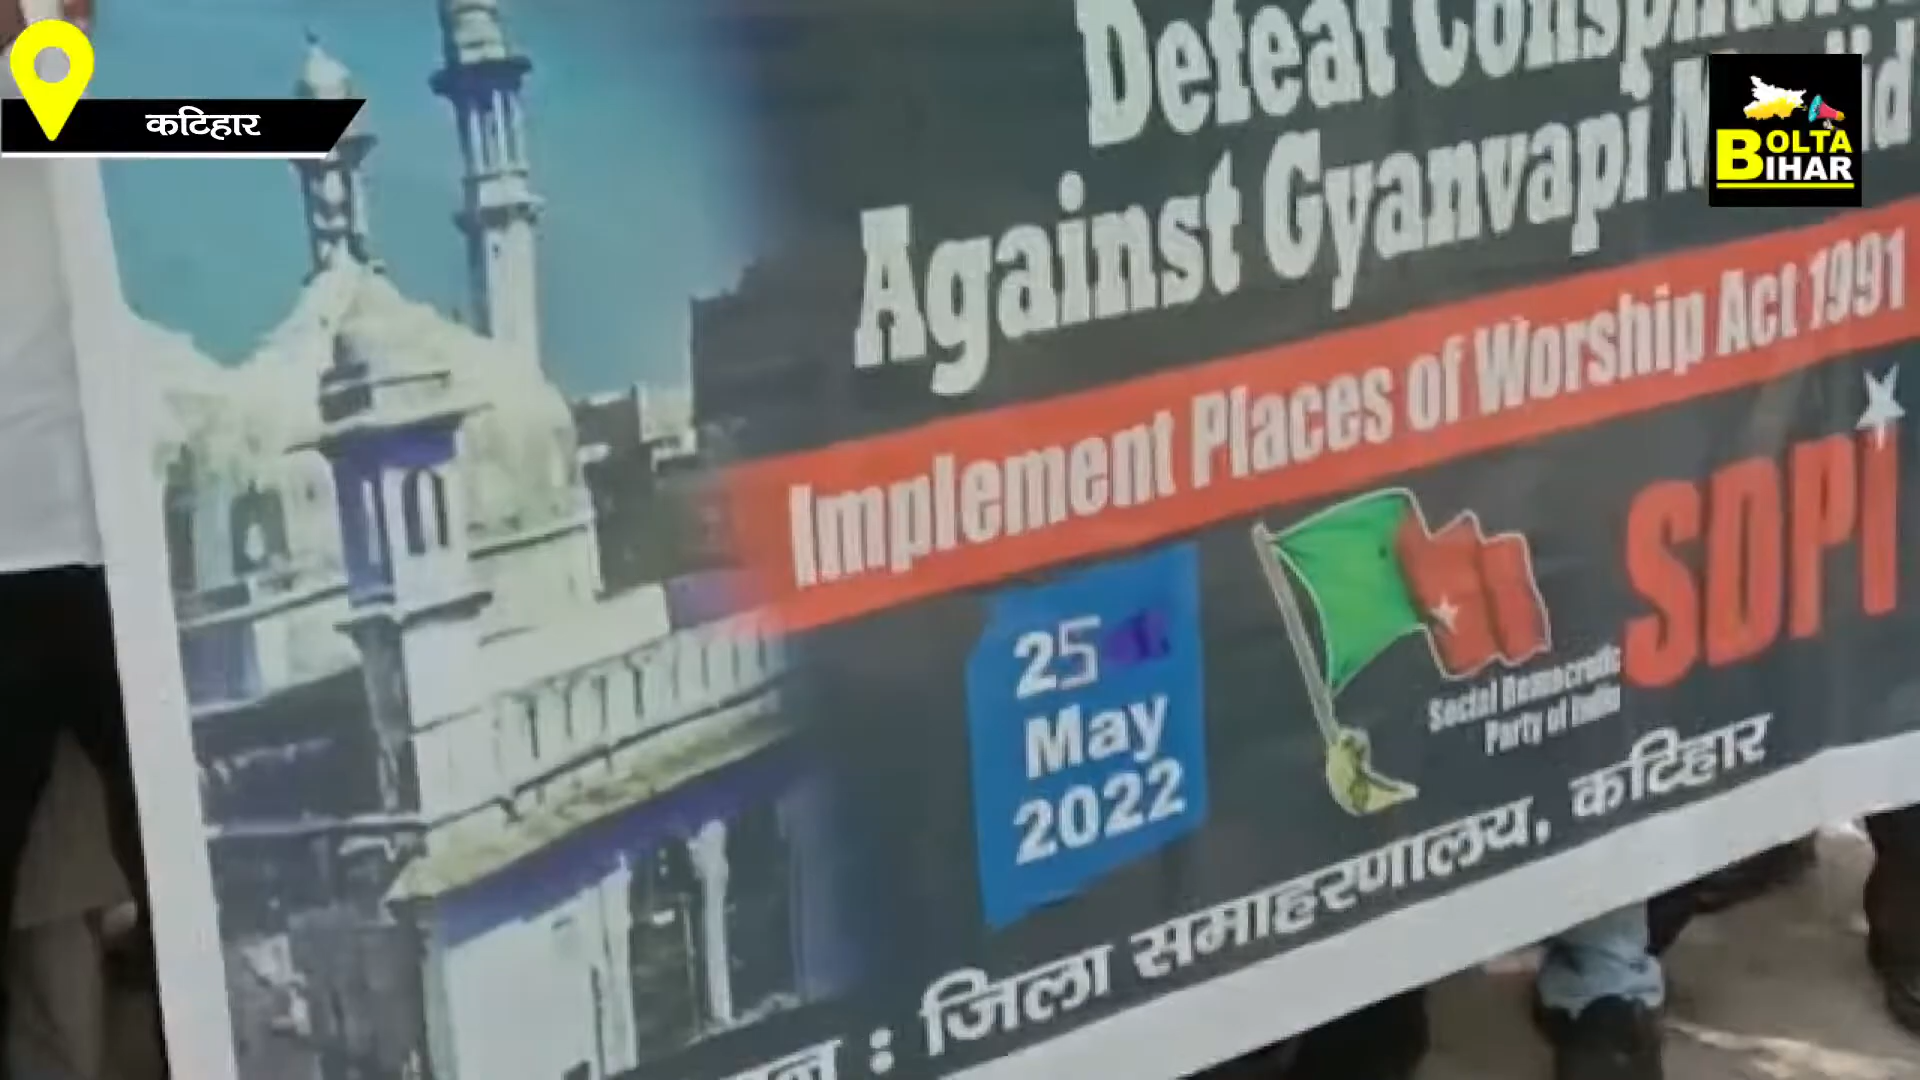 कटिहार
BOLTA
BIHAR
Defeat
Against Gyanvapi
Implement Places of Worship Act 1991
25
May
2022
SDPI
Social Democratic
Party of India
: जिला समाहरणालय, कटिहार